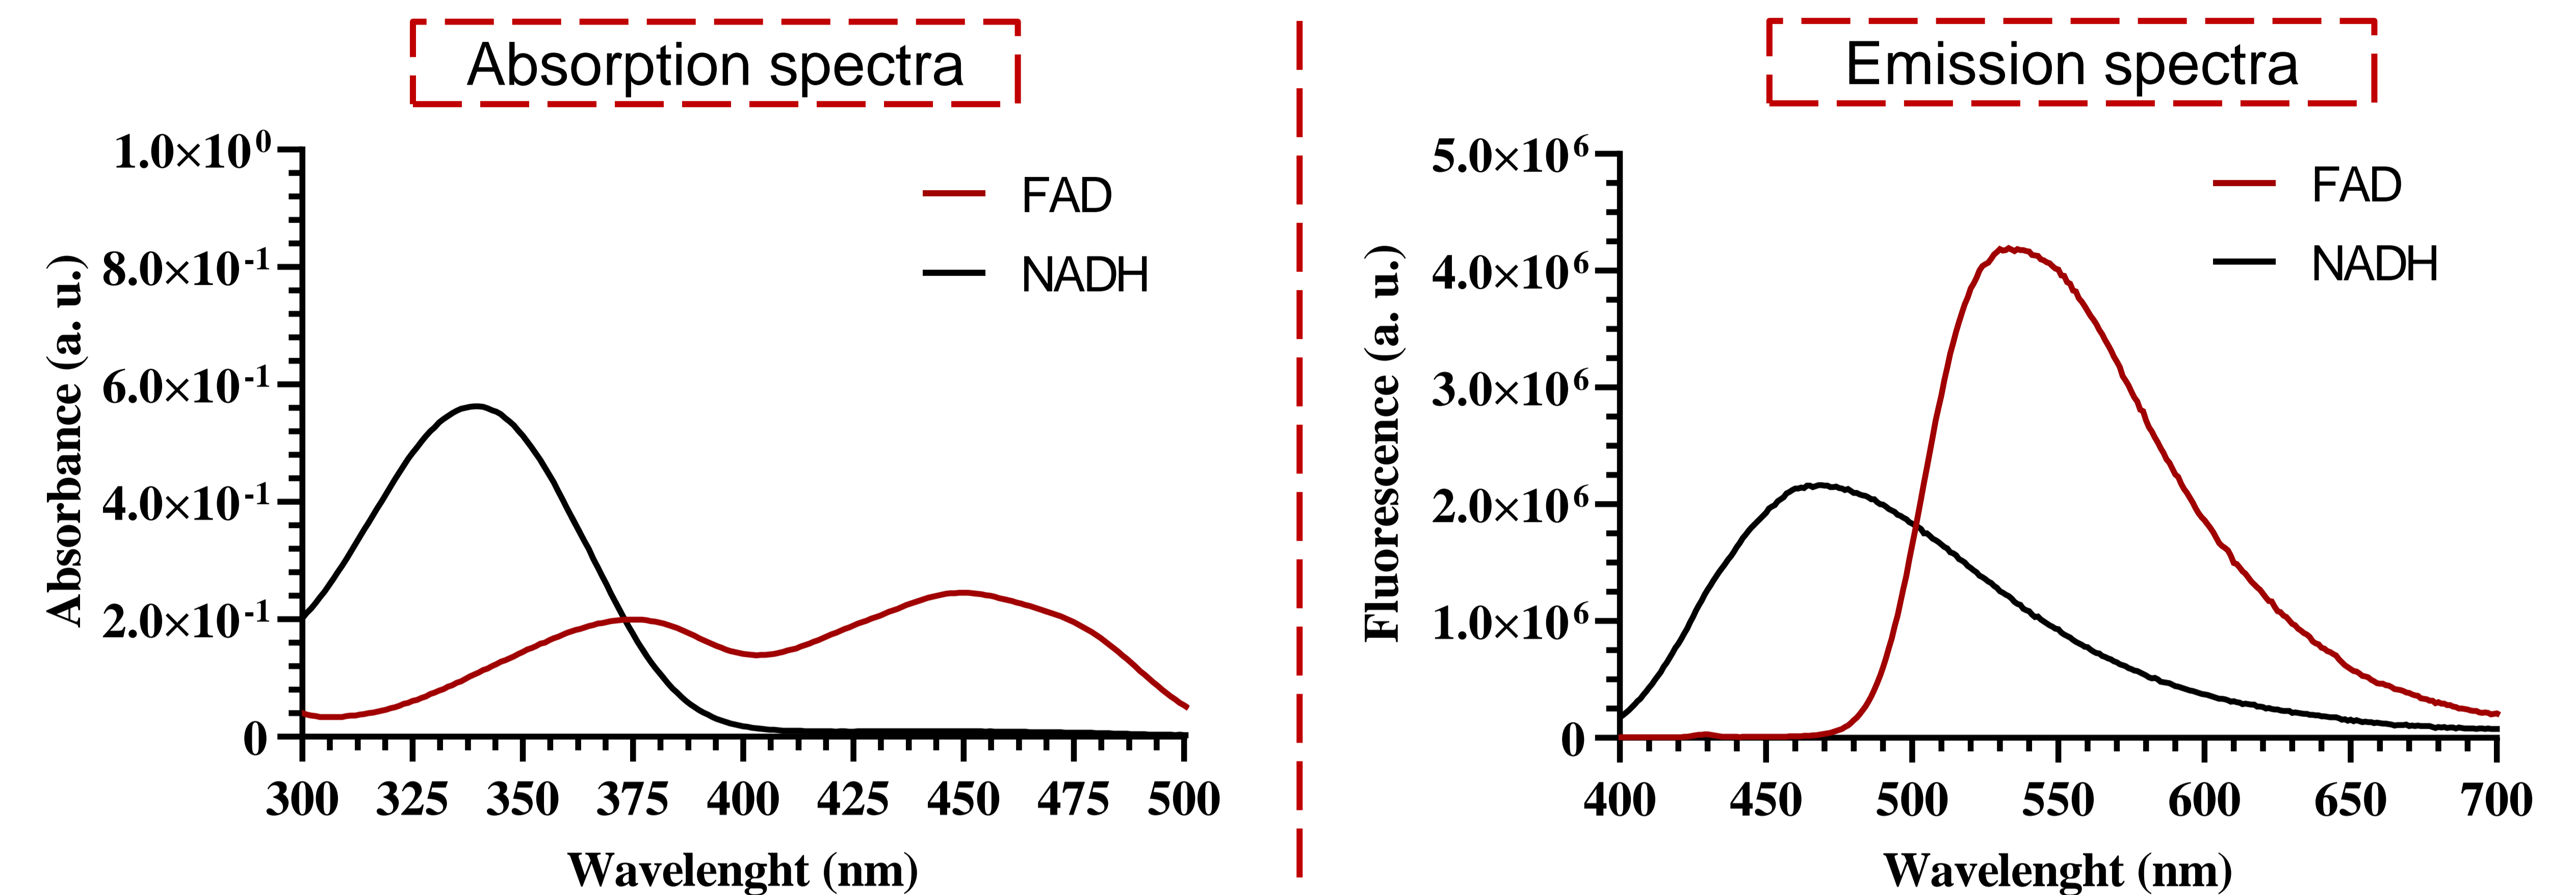 Absorption spectra
1.0×10⁰
8.0×10⁻¹
6.0×10⁻¹
4.0×10⁻¹
2.0×10⁻¹
0
Absorbance (a. u.)
FAD
NADH
300 325 350 375 400 425 450 475 500
Wavelenght (nm)
Emission spectra
5.0×10⁶
4.0×10⁶
3.0×10⁶
2.0×10⁶
1.0×10⁶
0
Fluorescence (a. u.)
FAD
NADH
400 450 500 550 600 650 700
Wavelenght (nm)